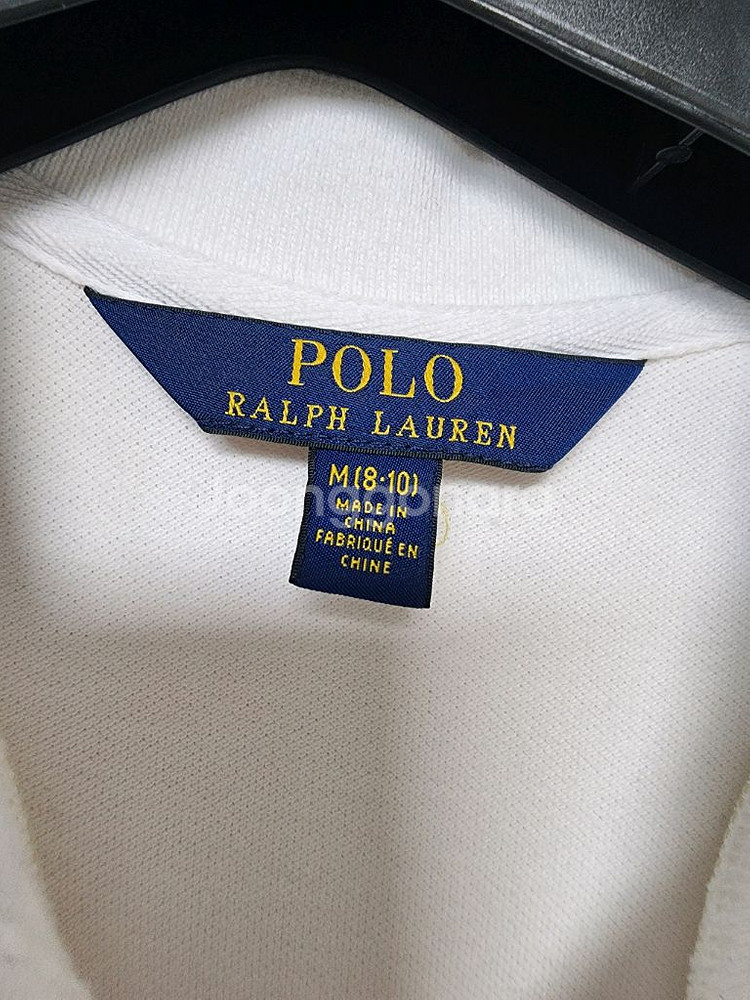 POLO
RALPH LAUREN
M(8·10)
MADE IN
CHINA
FABRIQUÉ EN
CHINE